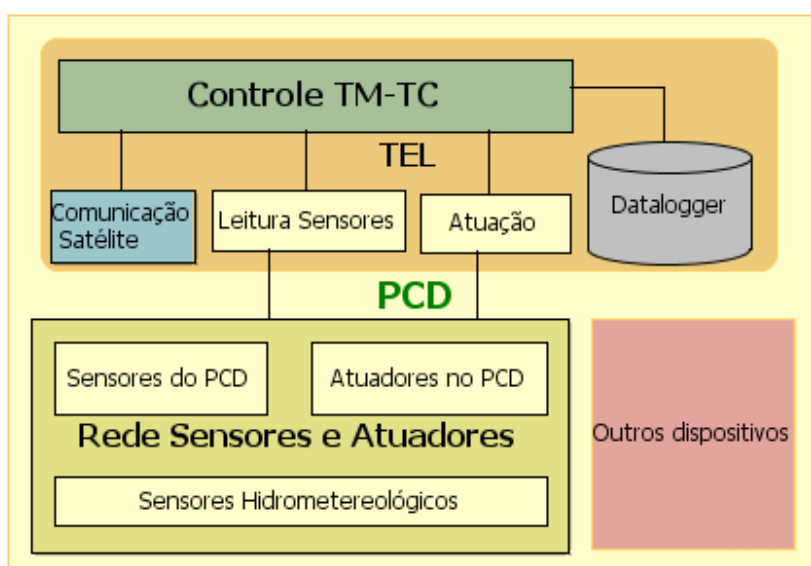 Controle TM-TC
TEL
Comunicação
Satélite
Leitura Sensores
Atuação
Datalogger
PCD
Sensores do PCD
Atuadores no PCD
Rede Sensores e Atuadores
Outros dispositivos
Sensores Hidrometereológicos